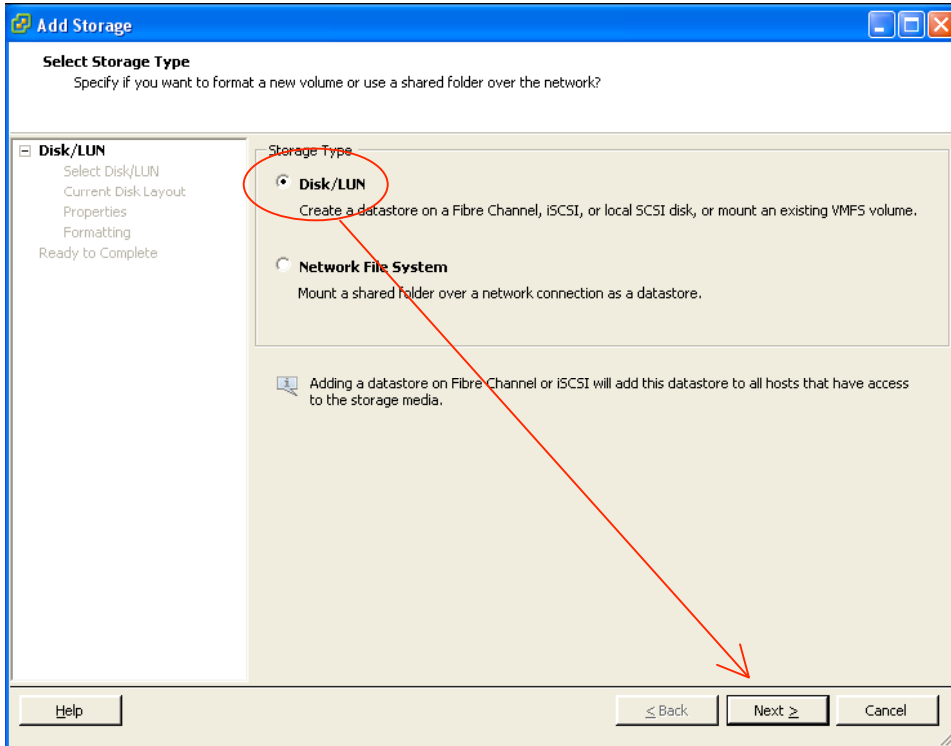 Add Storage
Select Storage Type
Specify if you want to format a new volume or use a shared folder over the network?
Disk/LUN
Select Disk/LUN
Current Disk Layout
Properties
Formatting
Ready to Complete
Storage Type
Disk/LUN
Create a datastore on a Fibre Channel, iSCSI, or local SCSI disk, or mount an existing VMFS volume.
Network File System
Mount a shared folder over a network connection as a datastore.
Adding a datastore on Fibre Channel or iSCSI will add this datastore to all hosts that have access
to the storage media.
Help
< Back
Next >
Cancel